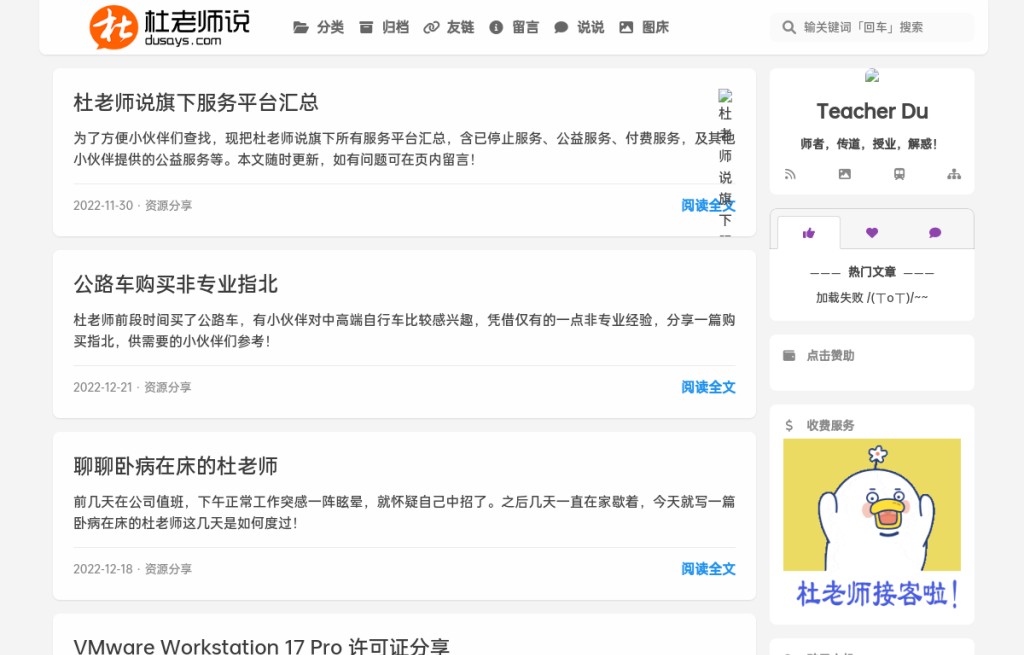 杜老师说
dusays.com
分类 归档 友链 留言 说说 图床
输关键词「回车」搜索
杜老师说旗下服务平台汇总
为了方便小伙伴们查找，现把杜老师说旗下所有服务平台汇总，含已停止服务、公益服务、付费服务，及其他
小伙伴提供的公益服务等。本文随时更新，如有问题可在页内留言！
杜
老
师
说
旗
下
2022-11-30 · 资源分享
阅读全文
公路车购买非专业指北
杜老师前段时间买了公路车，有小伙伴对中高端自行车比较感兴趣，凭借仅有的一点非专业经验，分享一篇购
买指北，供需要的小伙伴们参考！
2022-12-21 · 资源分享
阅读全文
聊聊卧病在床的杜老师
前几天在公司值班，下午正常工作突感一阵眩晕，就怀疑自己中招了。之后几天一直在家歇着，今天就写一篇
卧病在床的杜老师这几天是如何度过！
2022-12-18 · 资源分享
阅读全文
VMware Workstation 17 Pro 许可证分享
Teacher Du
师者，传道，授业，解惑！
——— 热门文章 ———
加载失败 /(ㄒoㄒ)/~~
点击赞助
收费服务
杜老师接客啦！